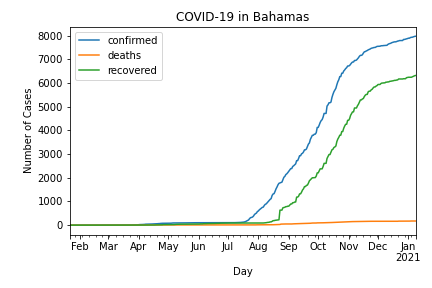 COVID-19 in Bahamas
confirmed
deaths
recovered
Number of Cases
8000
7000
6000
5000
4000
3000
2000
1000
0
Feb Mar Apr May Jun Jul Aug Sep Oct Nov Dec Jan
2021
Day